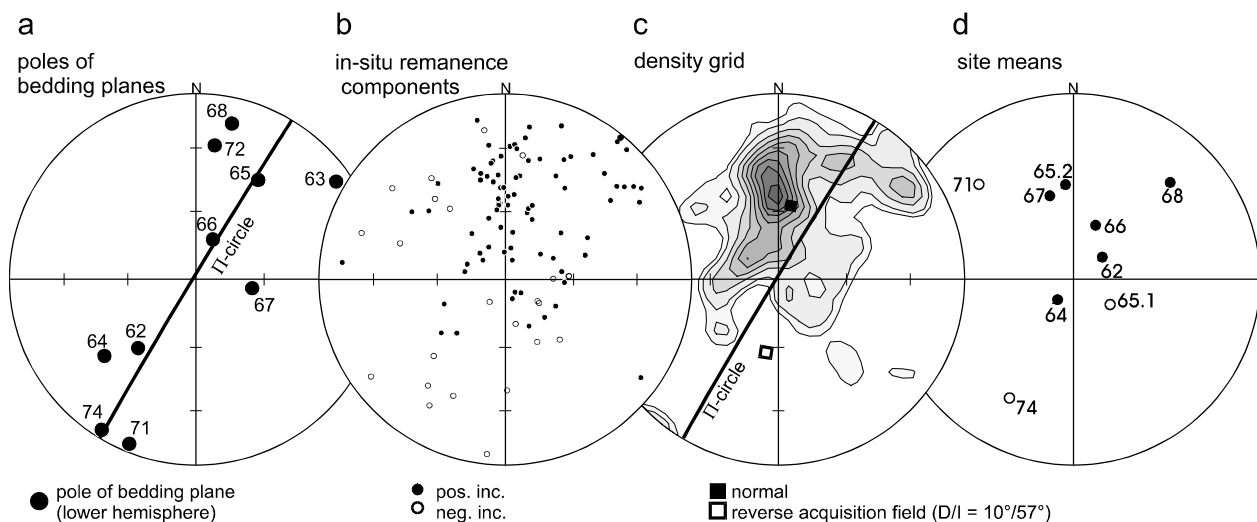 a
poles of
bedding planes
N
68
72
65
63
66
Π-circle
67
64
62
74
71
b
in-situ remanence
components
N
c
density grid
N
Π-circle
d
site means
N
71
65.2
67
68
66
62
64
65.1
74
pole of bedding plane
(lower hemisphere)
pos. inc.
neg. inc.
normal
reverse acquisition field (D/I = 10°/57°)